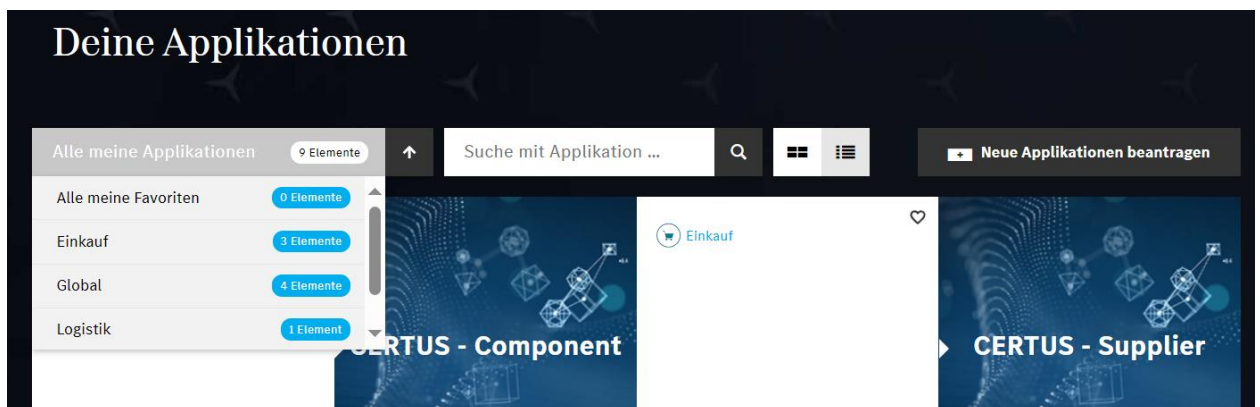 Deine Applikationen
Alle meine Applikationen 9 Elemente Suche mit Applikation ... Neue Applikationen beantragen
Alle meine Favoriten 0 Elemente
Einkauf 3 Elemente
Global 4 Elemente
Logistik 1 Element
Einkauf
CERTUS - Component
CERTUS - Supplier